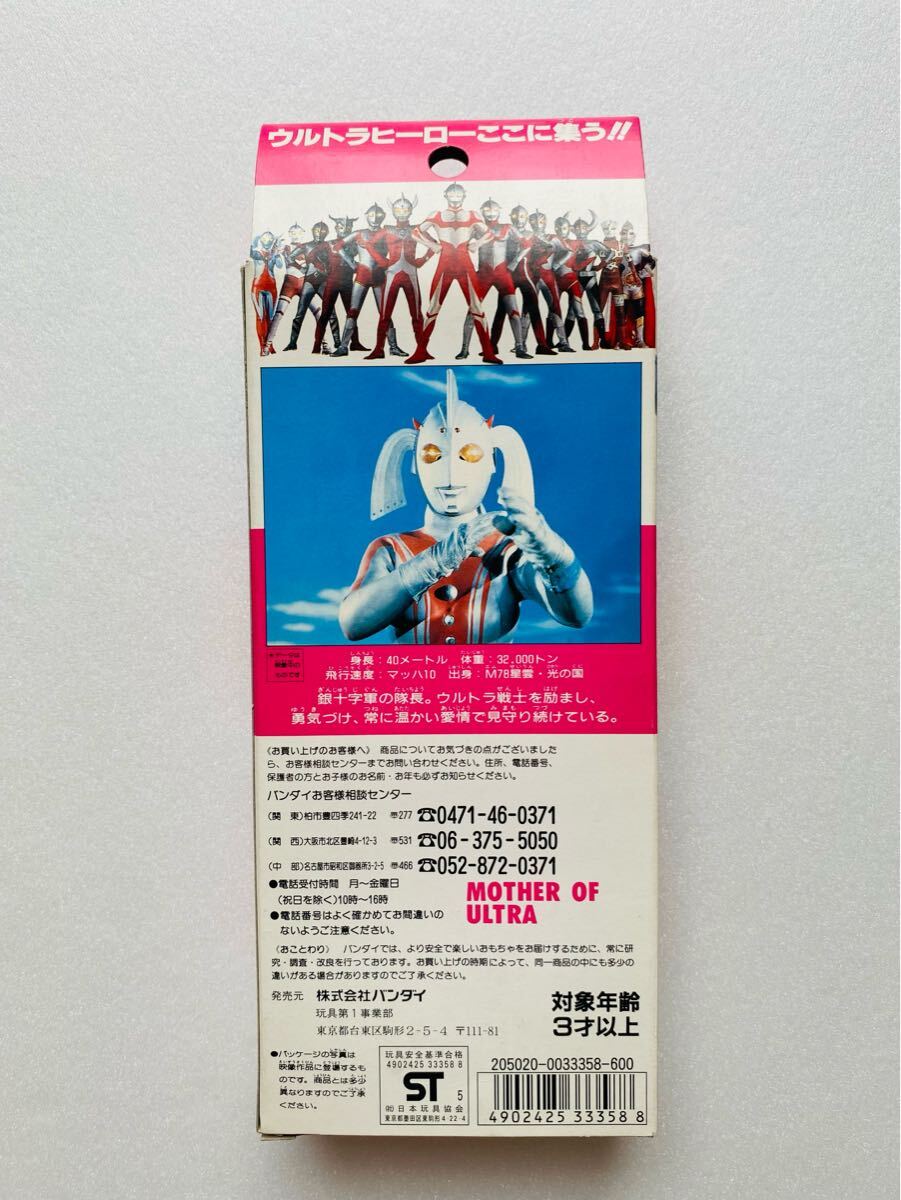 ウルトラヒーローここに集う!!
※データは
映像中の
ものです
身長：40メートル 体重：32,000トン
飛行速度：マッハ10 出身：M78星雲・光の国
銀十字軍の隊長。ウルトラ戦士を励まし、
勇気づけ、常に温かい愛情で見守り続けている。
〈お買い上げのお客様へ〉 商品についてお気づきの点がございました
ら、お客様相談センターまでお問い合わせください。住所、電話番号、
保護者の方とお子様のお名前・お年も必ずお知らせください。
バンダイお客様相談センター
(関 東)柏市豊四季241-22 〒277 ☎0471-46-0371
(関 西)大阪市北区豊崎4-12-3 〒531 ☎06-375-5050
(中 部)名古屋市昭和区御器所3-2-5 〒466 ☎052-872-0371
●電話受付時間 月〜金曜日
(祝日を除く)10時〜16時
●電話番号はよく確かめてお間違いの
ないようご注意ください。
MOTHER OF
ULTRA
〈おことわり〉 バンダイでは、より安全で楽しいおもちゃをお届けするために、常に研
究・調査・改良を行っております。お買い上げの時期によって、同一商品の中にも多少の
違いがある場合がありますのでご了承ください。
発売元 株式会社バンダイ
玩具第1事業部
東京都台東区駒形2-5-4 〒111-81
対象年齢
3才以上
●パッケージの写真は
映像作品に登場するも
のです。商品とは多少
異なりますのでご了承
ください。
玩具安全基準合格
4902425 33358 8
ST 5
㈳日本玩具協会
東京都墨田区東駒形4-22-4
205020-0033358-600
4902425 333588